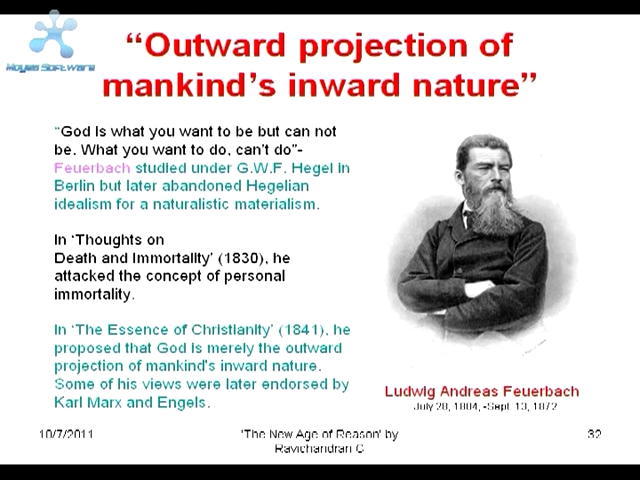 Moyea Software
“Outward projection of
mankind’s inward nature”
“God is what you want to be but can not
be. What you want to do, can’t do”-
Feuerbach studied under G.W.F. Hegel in
Berlin but later abandoned Hegelian
idealism for a naturalistic materialism.
In ‘Thoughts on
Death and Immortality’ (1830), he
attacked the concept of personal
immortality.
In ‘The Essence of Christianity’ (1841), he
proposed that God is merely the outward
projection of mankind’s inward nature.
Some of his views were later endorsed by
Karl Marx and Engels.
Ludwig Andreas Feuerbach
July 28, 1804, -Sept. 13, 1872
10/7/2011
'The New Age of Reason' by
Ravichandran C
32